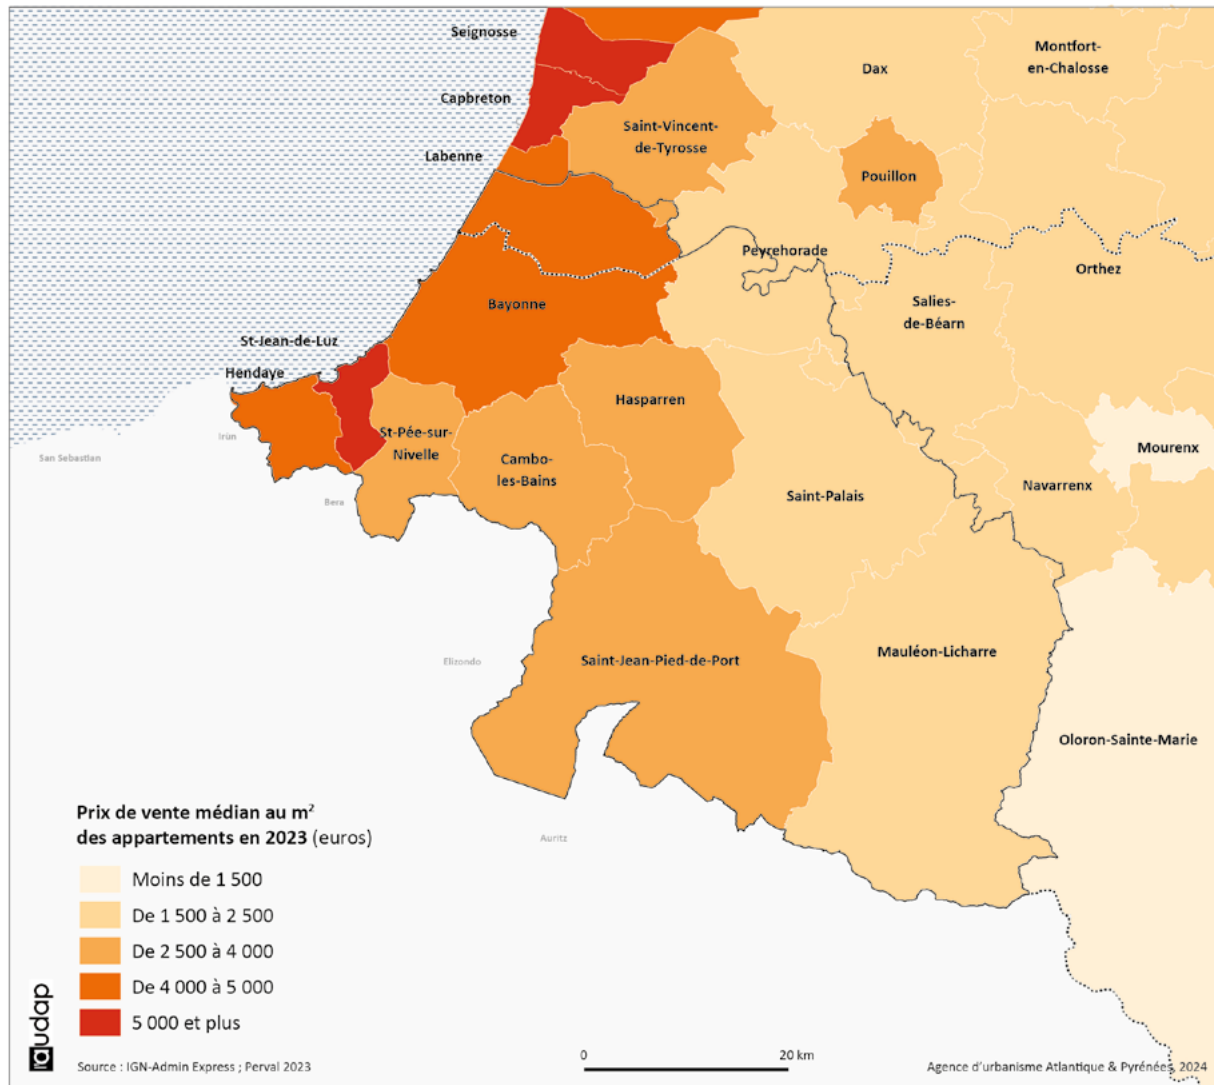 Seignosse
Montfort-
en-Chalosse
Dax
Capbreton
Saint-Vincent-
de-Tyrosse
Labenne
Pouillon
Peyrehorade
Orthez
Bayonne
Salies-
de-Béarn
St-Jean-de-Luz
Hendaye
Hasparren
St-Pée-sur-
Nivelle
Irùn
Mourenx
San Sebastian
Cambo-
les-Bains
Navarrenx
Saint-Palais
Bera
Mauléon-Licharre
Elizondo
Saint-Jean-Pied-de-Port
Oloron-Sainte-Marie
Prix de vente médian au m²
des appartements en 2023 (euros)
Auritz
Moins de 1 500
De 1 500 à 2 500
De 2 500 à 4 000
De 4 000 à 5 000
5 000 et plus
l'audap
0 20 km
Source : IGN-Admin Express ; Perval 2023
Agence d'urbanisme Atlantique & Pyrénées, 2024